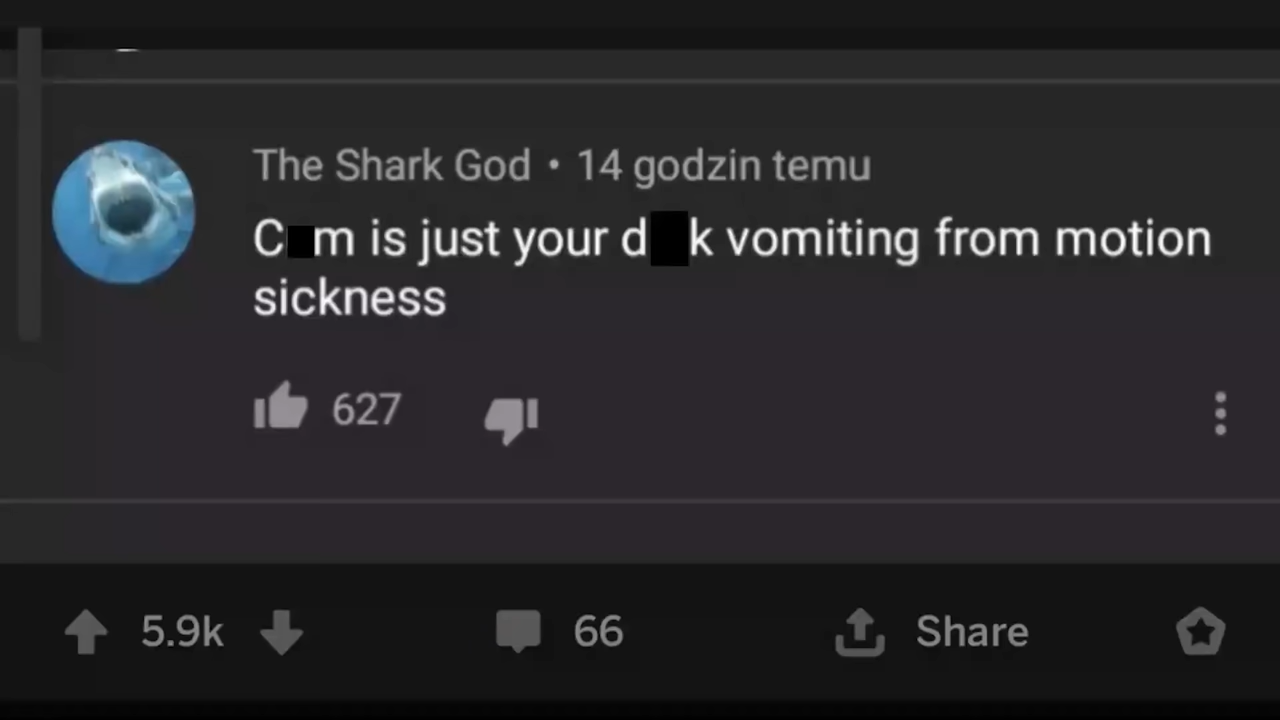 The Shark God • 14 godzin temu
C■m is just your d■k vomiting from motion
sickness
627
5.9k 66 Share